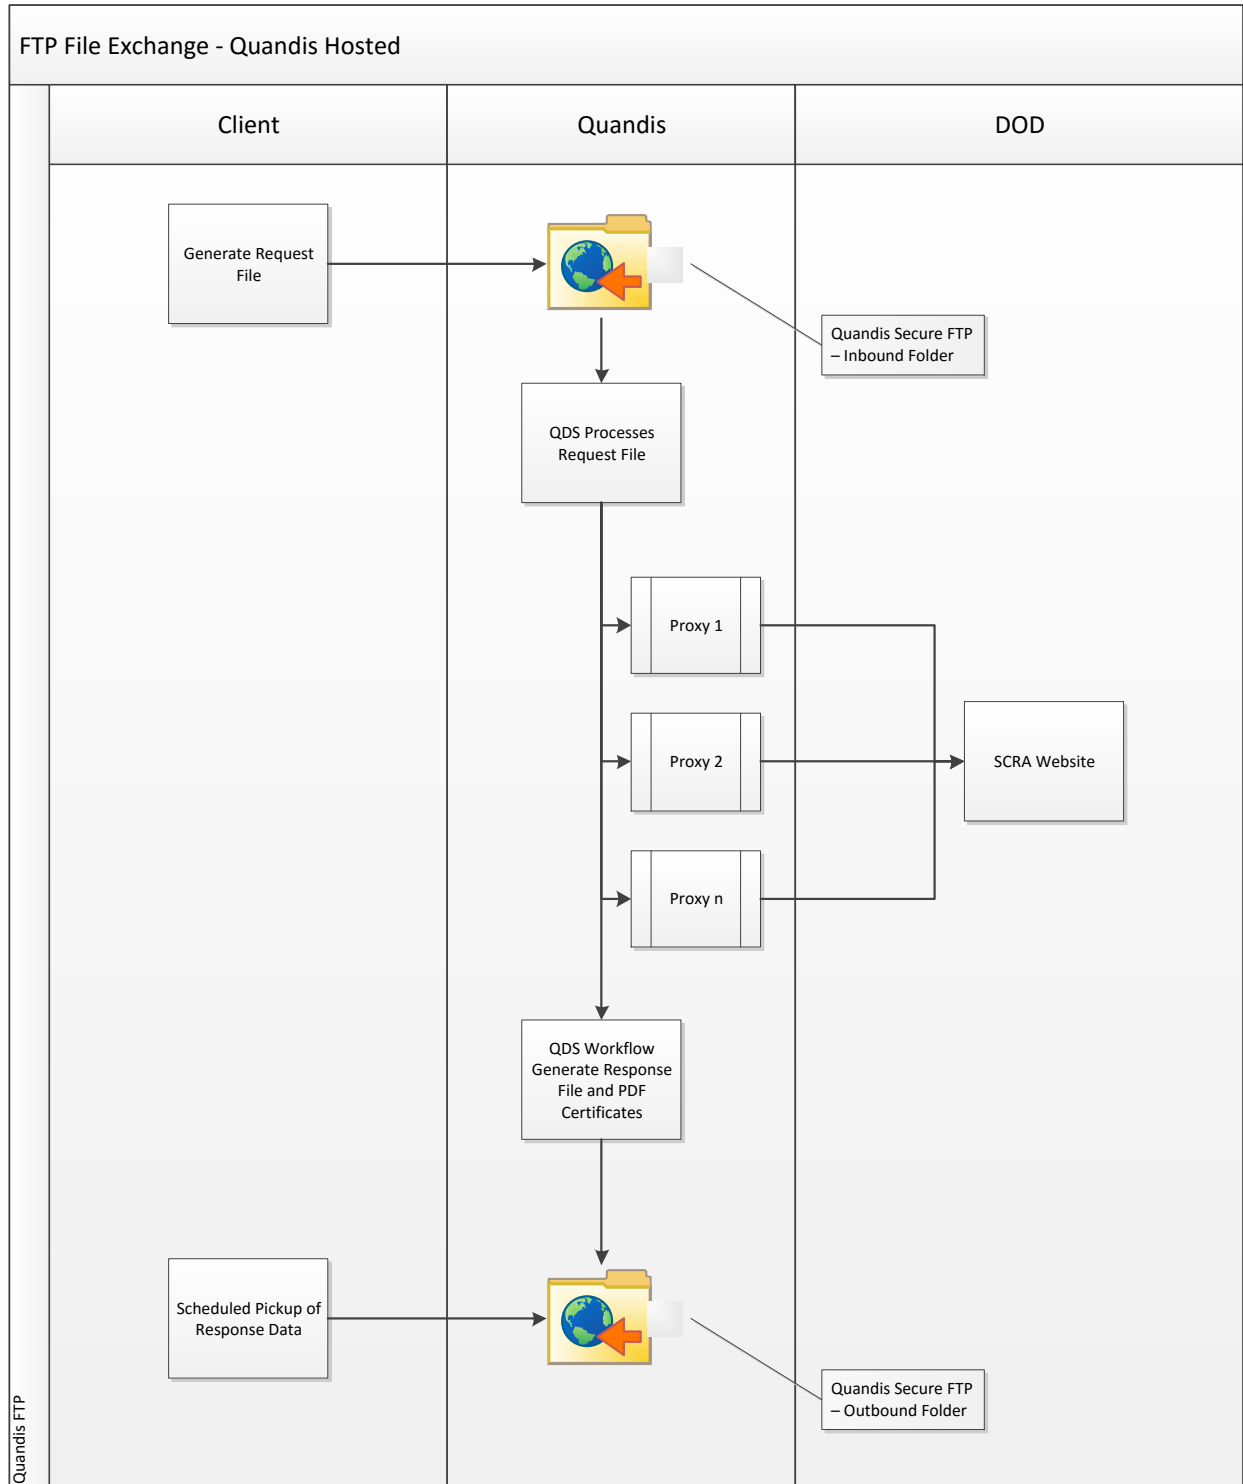 FTP File Exchange - Quandis Hosted
Client
Quandis
DOD
Generate Request
File
Quandis Secure FTP
– Inbound Folder
QDS Processes
Request File
Proxy 1
Proxy 2
SCRA Website
Proxy n
QDS Workflow
Generate Response
File and PDF
Certificates
Scheduled Pickup of
Response Data
Quandis Secure FTP
– Outbound Folder
Quandis FTP